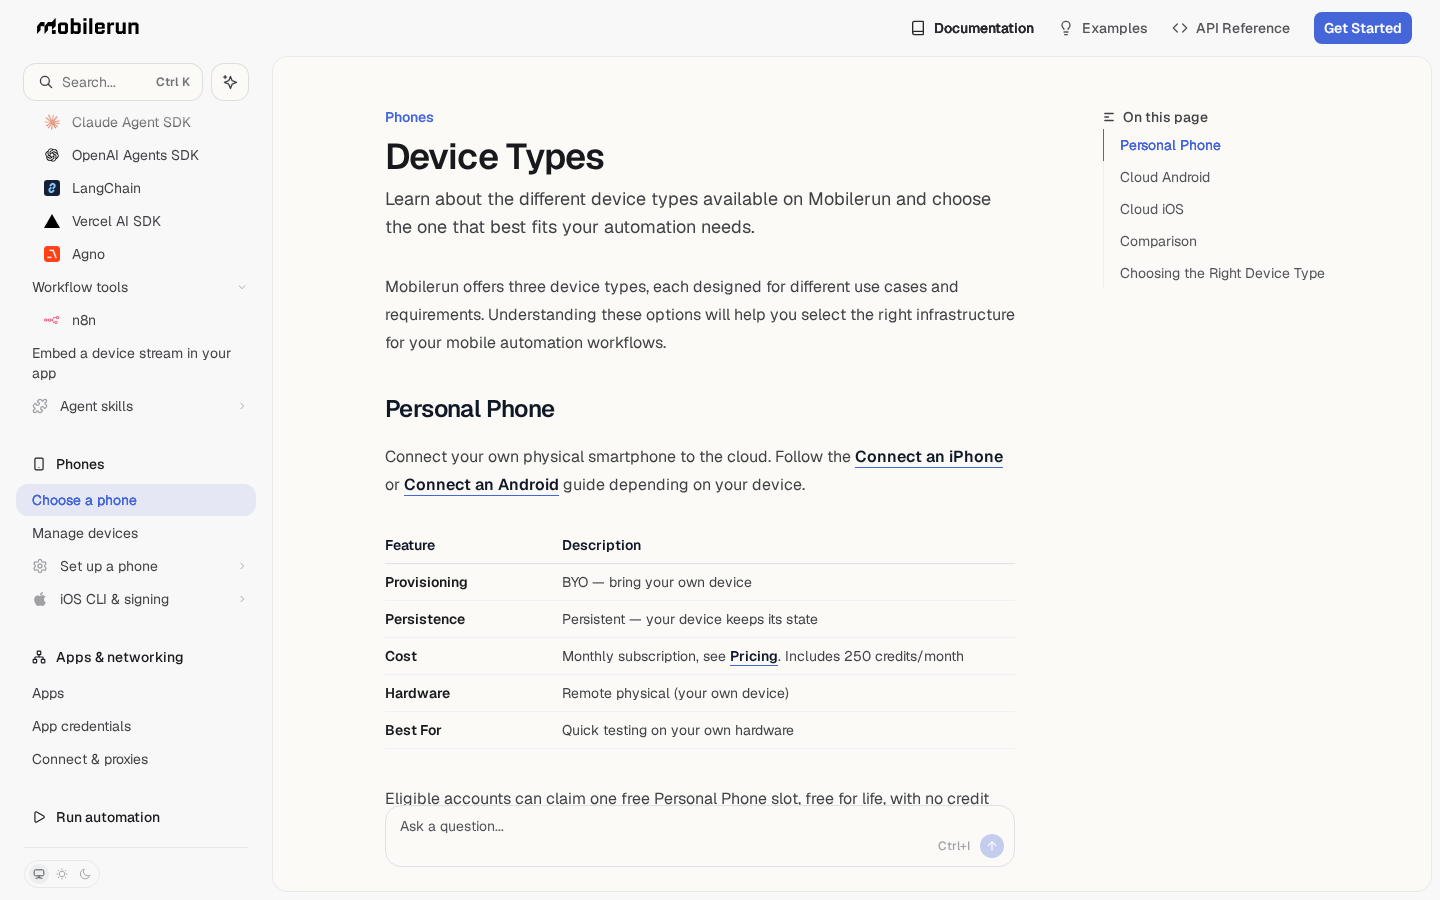 mobilerun
Documentation
Examples
API Reference
Get Started
Search...
Ctrl K
Claude Agent SDK
OpenAI Agents SDK
LangChain
Vercel AI SDK
Agno
Workflow tools
n8n
Embed a device stream in your
app
Agent skills
Phones
Choose a phone
Manage devices
Set up a phone
iOS CLI & signing
Apps & networking
Apps
App credentials
Connect & proxies
Run automation
Phones
Device Types
Learn about the different device types available on Mobilerun and choose
the one that best fits your automation needs.
Mobilerun offers three device types, each designed for different use cases and
requirements. Understanding these options will help you select the right infrastructure
for your mobile automation workflows.
Personal Phone
Connect your own physical smartphone to the cloud. Follow the Connect an iPhone
or Connect an Android guide depending on your device.
Feature Description
Provisioning BYO — bring your own device
Persistence Persistent — your device keeps its state
Cost Monthly subscription, see Pricing. Includes 250 credits/month
Hardware Remote physical (your own device)
Best For Quick testing on your own hardware
Eligible accounts can claim one free Personal Phone slot, free for life, with no credit
Ask a question...
Ctrl+I
On this page
Personal Phone
Cloud Android
Cloud iOS
Comparison
Choosing the Right Device Type